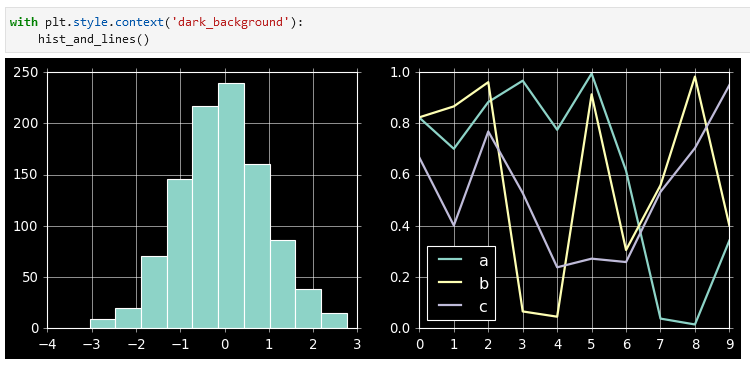 with plt.style.context('dark_background'):
    hist_and_lines()
250
200
150
100
50
0
−4 −3 −2 −1 0 1 2 3
1.0
0.8
0.6
0.4
0.2
0.0
a
b
c
0 1 2 3 4 5 6 7 8 9